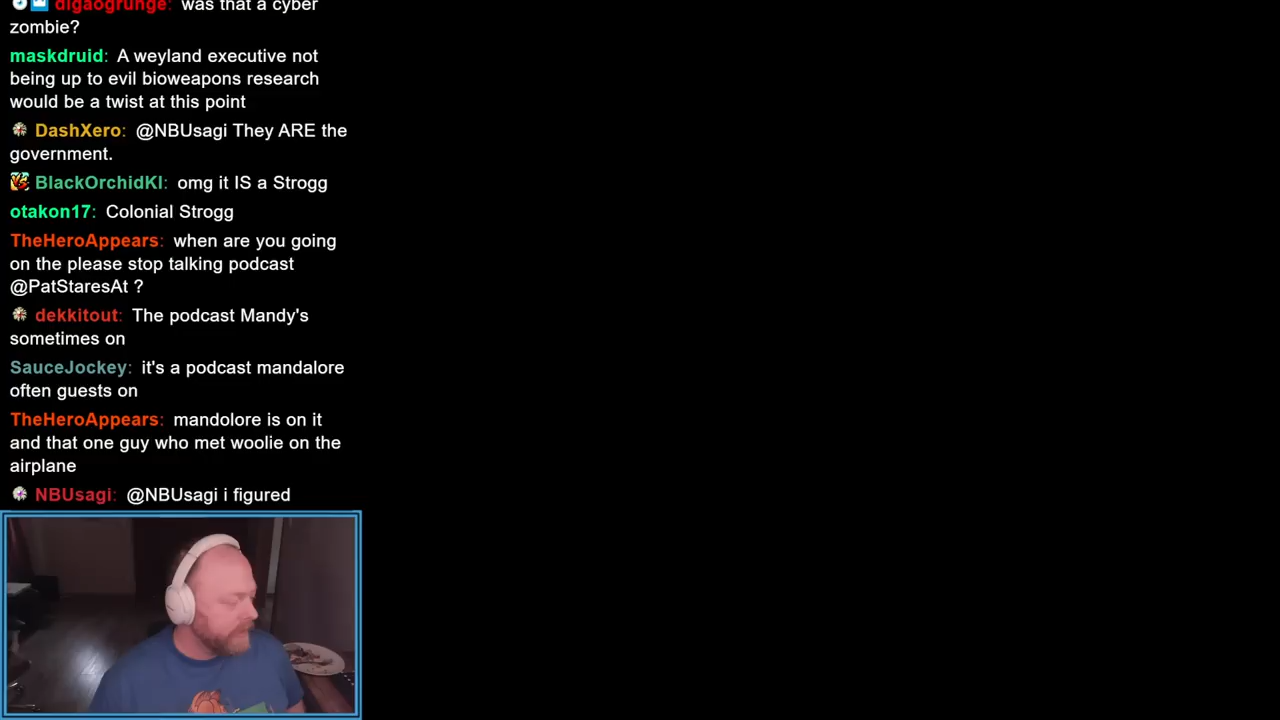 digaogrunge: was that a cyber
zombie?
maskdruid: A weyland executive not
being up to evil bioweapons research
would be a twist at this point
DashXero: @NBUsagi They ARE the
government.
BlackOrchidKI: omg it IS a Strogg
otakon17: Colonial Strogg
TheHeroAppears: when are you going
on the please stop talking podcast
@PatStaresAt ?
dekkitout: The podcast Mandy's
sometimes on
SauceJockey: it's a podcast mandalore
often guests on
TheHeroAppears: mandolore is on it
and that one guy who met woolie on the
airplane
NBUsagi: @NBUsagi i figured